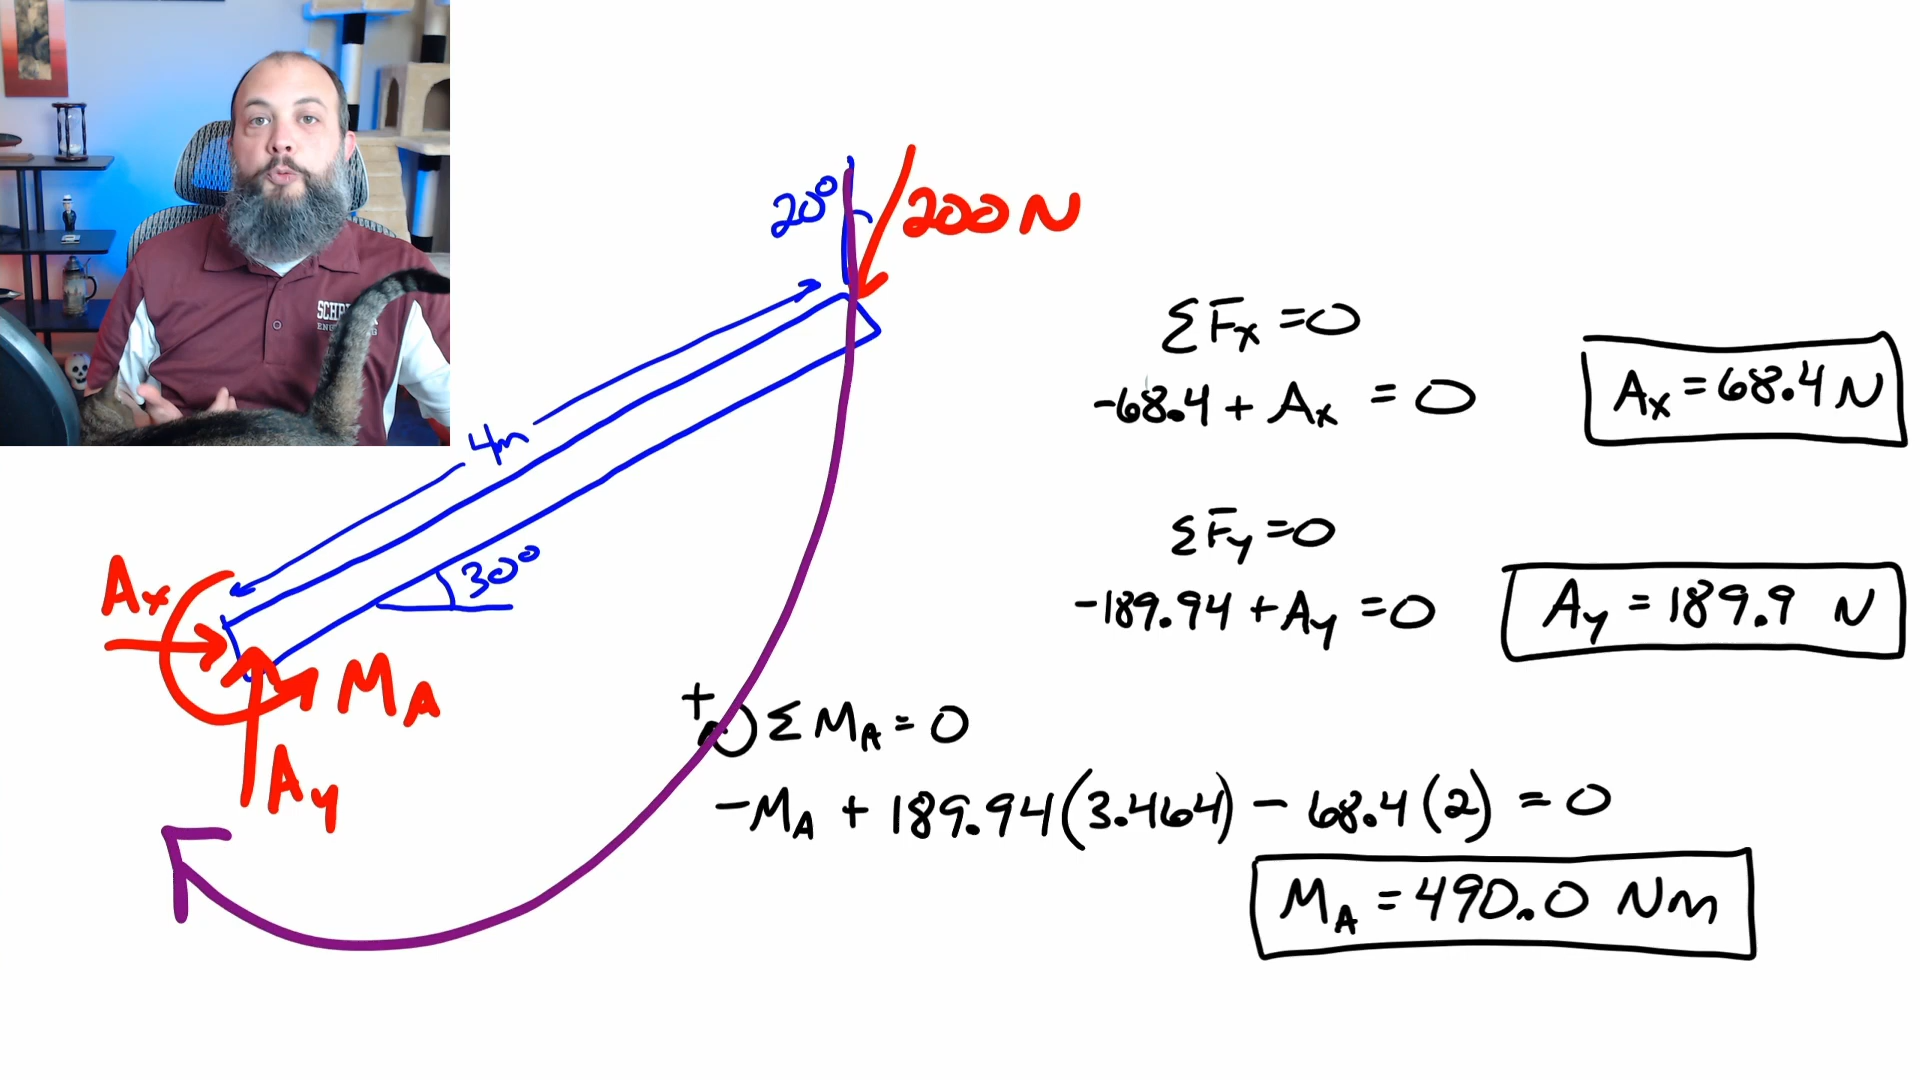 20° 200N
4m
30°
Ax
MA
Ay
ΣFx = 0
-68.4 + Ax = 0
Ax = 68.4 N
ΣFy = 0
-189.94 + Ay = 0
Ay = 189.9 N
+ ΣMA = 0
-MA + 189.94(3.464) - 68.4(2) = 0
MA = 490.0 Nm